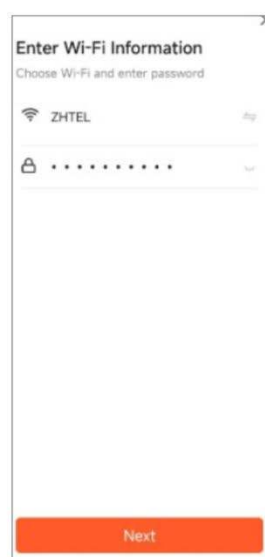 Enter Wi-Fi Information
Choose Wi-Fi and enter password
ZHTEL
• • • • • • • • • •
Next